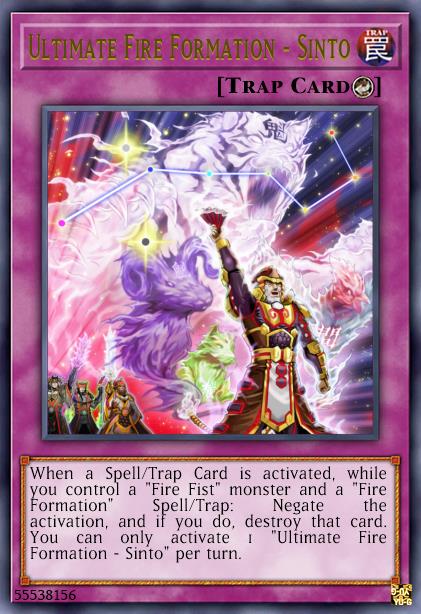 ULTIMATE FIRE FORMATION - SINTO
TRAP
罠
[TRAP CARD]
魁
When a Spell/Trap Card is activated, while
you control a "Fire Fist" monster and a "Fire
Formation" Spell/Trap: Negate the
activation, and if you do, destroy that card.
You can only activate 1 "Ultimate Fire
Formation - Sinto" per turn.
55538156